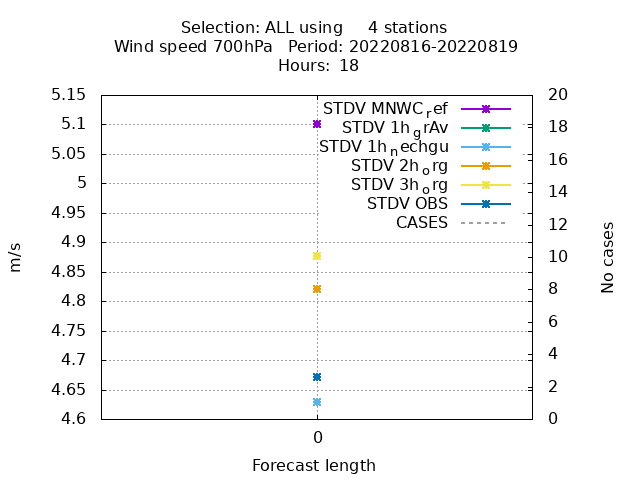 Selection: ALL using     4 stations
Wind speed 700hPa   Period: 20220816-20220819
Hours:  18
5.15
5.1
5.05
5
4.95
4.9
4.85
4.8
4.75
4.7
4.65
4.6
m/s
STDV MNWC_ref
STDV 1h_grAv
STDV 1h_nechgu
STDV 2h_org
STDV 3h_org
STDV OBS
CASES
20
18
16
14
12
10
8
6
4
2
0
No cases
0
Forecast length